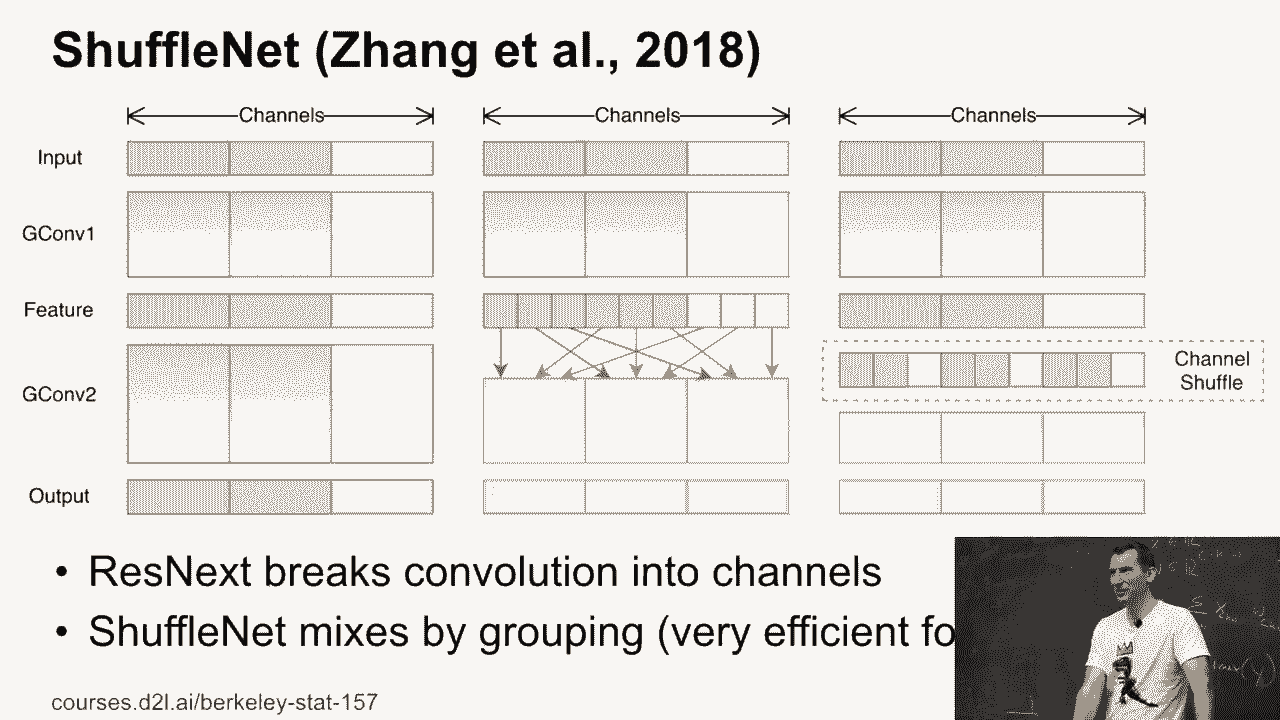 ShuffleNet (Zhang et al., 2018)
Channels Channels Channels
Input
GConv1
Feature
Channel
Shuffle
GConv2
Output
• ResNext breaks convolution into channels
• ShuffleNet mixes by grouping (very efficient fo
courses.d2l.ai/berkeley-stat-157